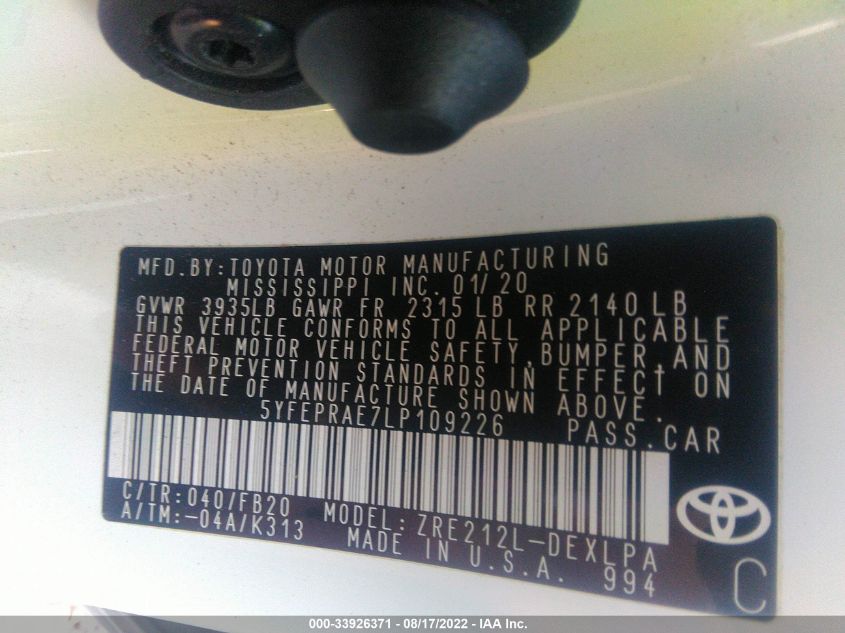 MFD.BY:TOYOTA MOTOR MANUFACTURING
MISSISSIPPI INC. 01/20
GVWR 3935LB GAWR FR 2315 LB RR 2140 LB
THIS VEHICLE CONFORMS TO ALL APPLICABLE
FEDERAL MOTOR VEHICLE SAFETY, BUMPER, AND
THEFT PREVENTION STANDARDS IN EFFECT ON
THE DATE OF MANUFACTURE SHOWN ABOVE.
5YFEPRAE7LP109226 PASS.CAR
C/TR:040/FB20 MODEL:ZRE212L-DEXLPA
A/TM:-04A/K313 MADE IN U.S.A. 994
C
000-33926371 - 08/17/2022 - IAA Inc.